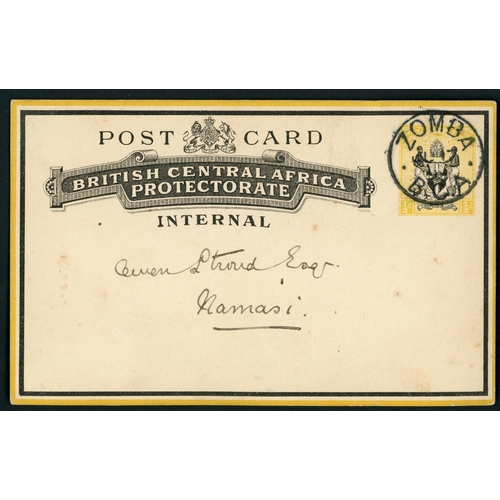 POST CARD
BRITISH CENTRAL AFRICA
PROTECTORATE
INTERNAL
ZOMBA
Owen Stroud Esqr.
Namasi.